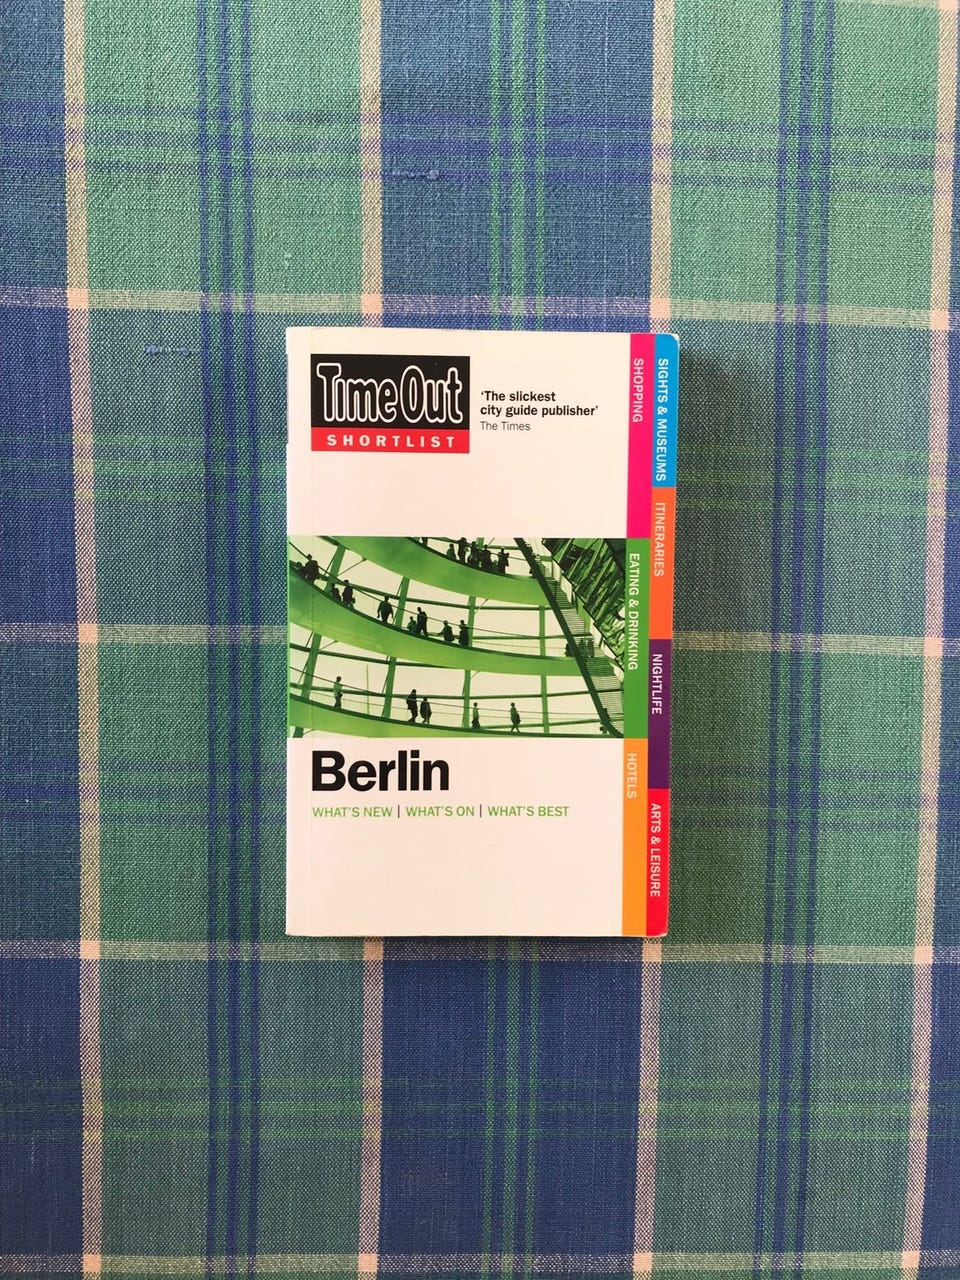 Time Out
SHORTLIST
'The slickest
city guide publisher'
The Times
Berlin
WHAT'S NEW | WHAT'S ON | WHAT'S BEST
SHOPPING
EATING & DRINKING
HOTELS
SIGHTS & MUSEUMS
ITINERARIES
NIGHTLIFE
ARTS & LEISURE